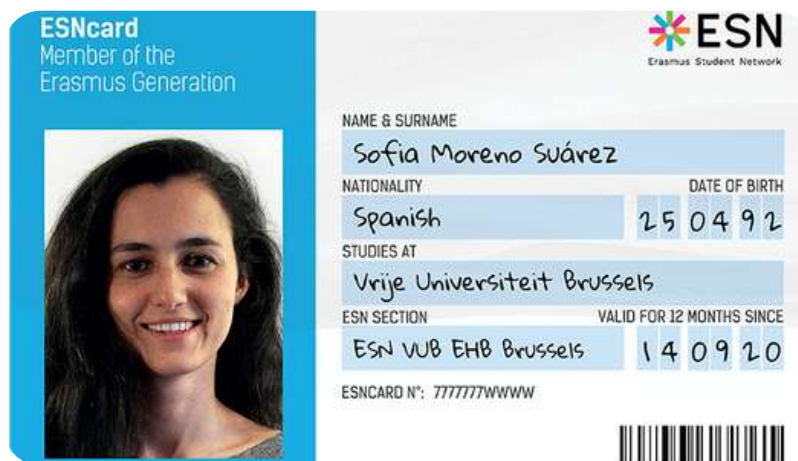 ESNcard
Member of the
Erasmus Generation
ESN
Erasmus Student Network
NAME & SURNAME
Sofia Moreno Suárez
NATIONALITY DATE OF BIRTH
Spanish 250492
STUDIES AT
Vrije Universiteit Brussels
ESN SECTION VALID FOR 12 MONTHS SINCE
ESN VUB EHB Brussels 140920
ESNCARD N°: 7777777WWWW